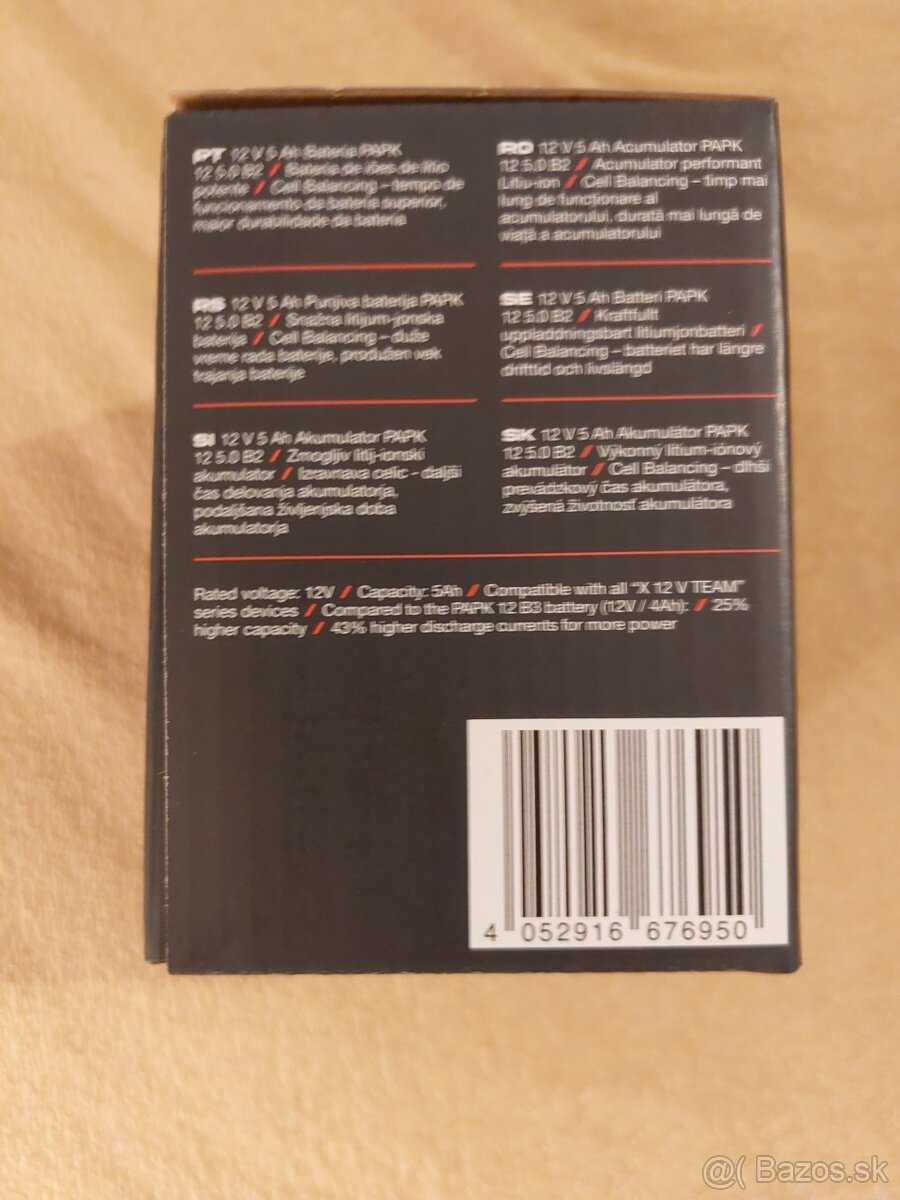 PT 12 V 5 Ah Bateria PAPK
12 5.0 B2 / Bateria de iões de lítio
potente / Cell Balancing – tempo de
funcionamento da bateria superior,
maior durabilidade da bateria
RO 12 V 5 Ah Acumulator PAPK
12 5.0 B2 / Acumulator performant
Litiu-ion / Cell Balancing – timp mai
lung de funcționare al
acumulatorului, durată mai lungă de
viață a acumulatorului
RS 12 V 5 Ah Punjiva baterija PAPK
12 5.0 B2 / Snažna litijum-jonska
baterija / Cell Balancing – duže
vreme rada baterije, produžen vek
trajanja baterije
SE 12 V 5 Ah Batteri PAPK
12 5.0 B2 / Kraftfullt
uppladdningsbart litiumjonbatteri /
Cell Balancing – batteriet har längre
drifttid och livslängd
SI 12 V 5 Ah Akumulator PAPK
12 5.0 B2 / Zmogljiv litij-ionski
akumulator / Izravnava celic - daljši
čas delovanja akumulatorja,
podaljšana življenjska doba
akumulatorja
SK 12 V 5 Ah Akumulátor PAPK
12 5.0 B2 / Výkonný lítium-iónový
akumulátor / Cell Balancing – dlhší
prevádzkový čas akumulátora,
zvýšená životnosť akumulátora
Rated voltage: 12V / Capacity: 5Ah / Compatible with all "X 12 V TEAM"
series devices / Compared to the PAPK 12 B3 battery (12V / 4Ah): / 25%
higher capacity / 43% higher discharge currents for more power
4 052916 676950
@( Bazos.sk